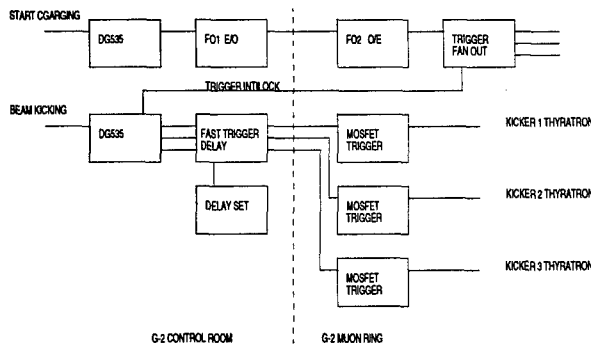 START CGARGING
DG535
FO1 E/O
FO2 O/E
TRIGGER
FAN OUT
TRIGGER INTILOCK
BEAM KICKING
DG535
FAST TRIGGER
DELAY
MOSFET
TRIGGER
KICKER 1 THYRATRON
DELAY SET
MOSFET
TRIGGER
KICKER 2 THYRATRON
MOSFET
TRIGGER
KICKER 3 THYRATRON
G-2 CONTROL ROOM
G-2 MUON RING